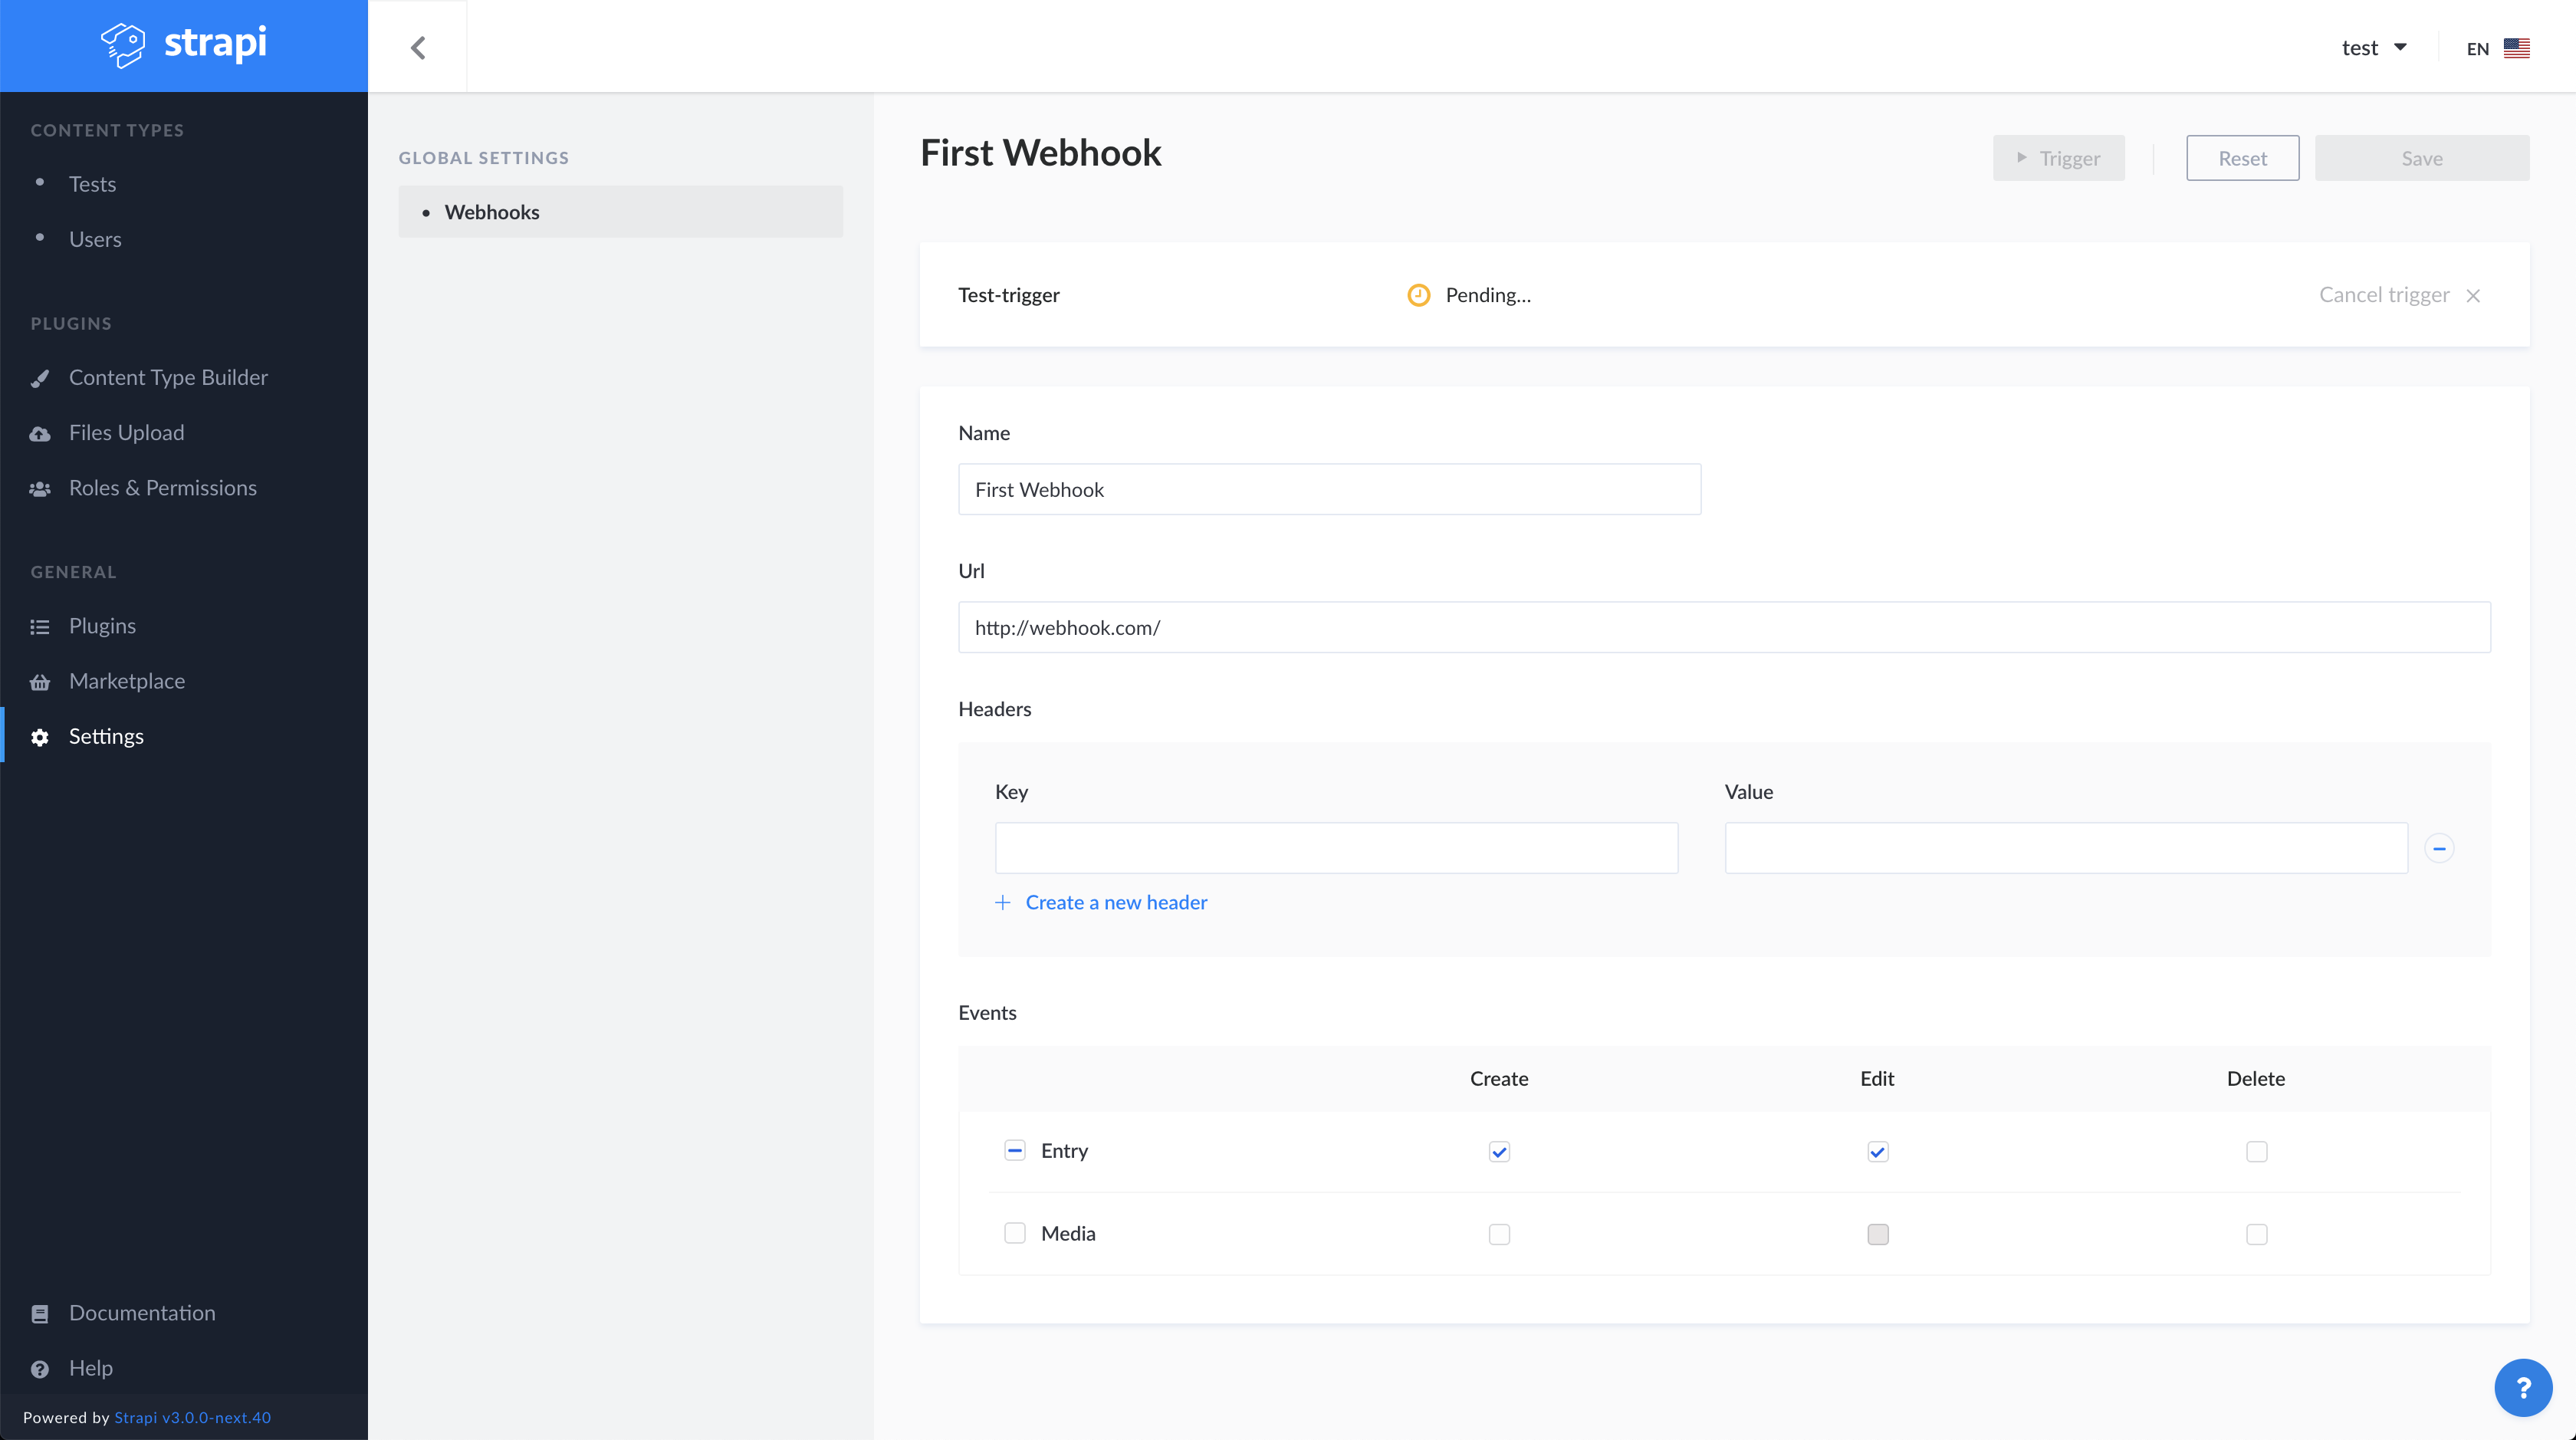 strapi
test
EN
CONTENT TYPES
Tests
Users
PLUGINS
Content Type Builder
Files Upload
Roles & Permissions
GENERAL
Plugins
Marketplace
Settings
Documentation
Help
Powered by Strapi v3.0.0-next.40
GLOBAL SETTINGS
Webhooks
First Webhook
Trigger
Reset
Save
Test-trigger
Pending...
Cancel trigger
Name
First Webhook
Url
http://webhook.com/
Headers
Key
Value
Create a new header
Events
Create
Edit
Delete
Entry
Media
?